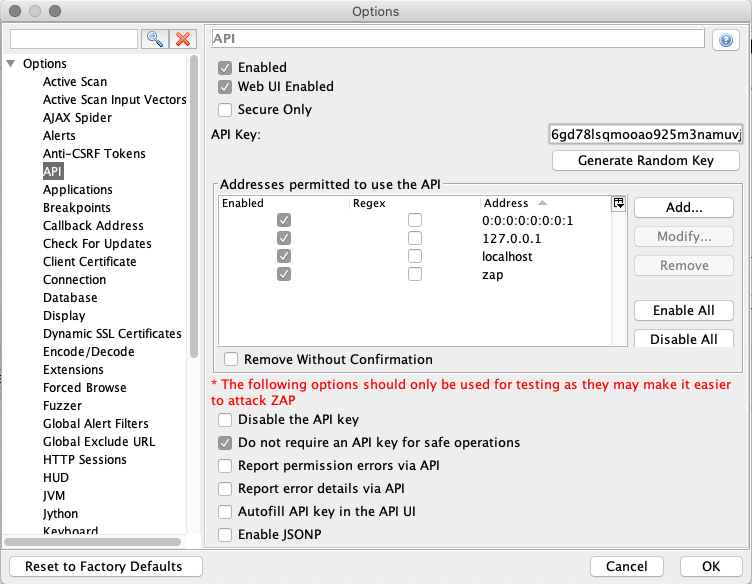 Options
API
Options
Active Scan
Active Scan Input Vectors
AJAX Spider
Alerts
Anti-CSRF Tokens
API
Applications
Breakpoints
Callback Address
Check For Updates
Client Certificate
Connection
Database
Display
Dynamic SSL Certificates
Encode/Decode
Extensions
Forced Browse
Fuzzer
Global Alert Filters
Global Exclude URL
HTTP Sessions
HUD
JVM
Jython
Keyboard
Enabled
Web UI Enabled
Secure Only
API Key: 6gd78lsqmooao925m3namuvj
Generate Random Key
Addresses permitted to use the API
Enabled Regex Address
0:0:0:0:0:0:0:1
127.0.0.1
localhost
zap
Add...
Modify...
Remove
Enable All
Disable All
Remove Without Confirmation
* The following options should only be used for testing as they may make it easier
to attack ZAP
Disable the API key
Do not require an API key for safe operations
Report permission errors via API
Report error details via API
Autofill API key in the API UI
Enable JSONP
Reset to Factory Defaults
Cancel
OK